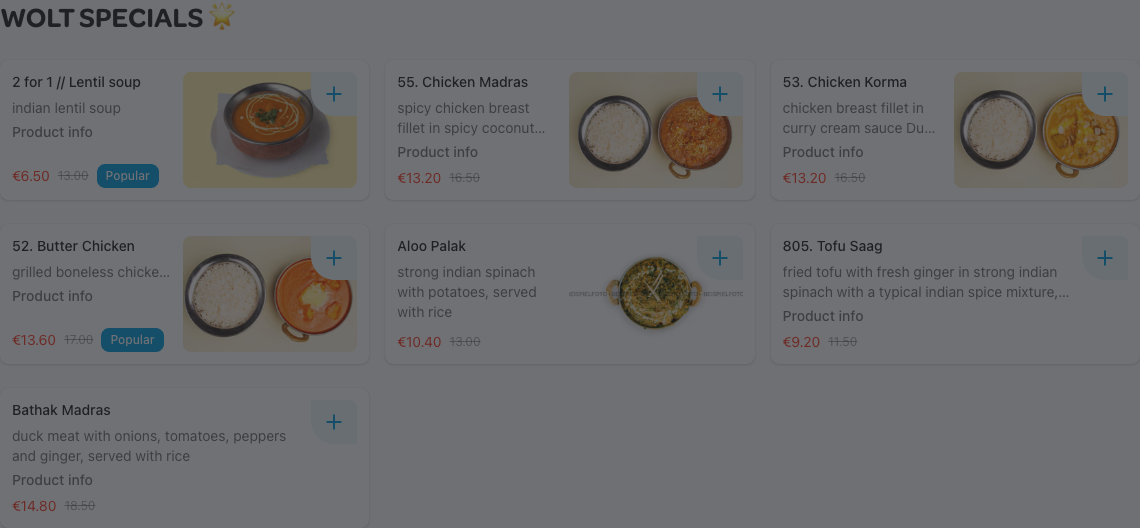 WOLT SPECIALS 🌟
2 for 1 // Lentil soup
indian lentil soup
Product info
€6.50 13.00 Popular
55. Chicken Madras
spicy chicken breast
fillet in spicy coconut...
Product info
€13.20 16.50
53. Chicken Korma
chicken breast fillet in
curry cream sauce Du...
Product info
€13.20 16.50
52. Butter Chicken
grilled boneless chicke...
Product info
€13.60 17.00 Popular
Aloo Palak
strong indian spinach
with potatoes, served
with rice
€10.40 13.00
805. Tofu Saag
fried tofu with fresh ginger in strong indian
spinach with a typical indian spice mixture,...
Product info
€9.20 11.50
Bathak Madras
duck meat with onions, tomatoes, peppers
and ginger, served with rice
Product info
€14.80 18.50